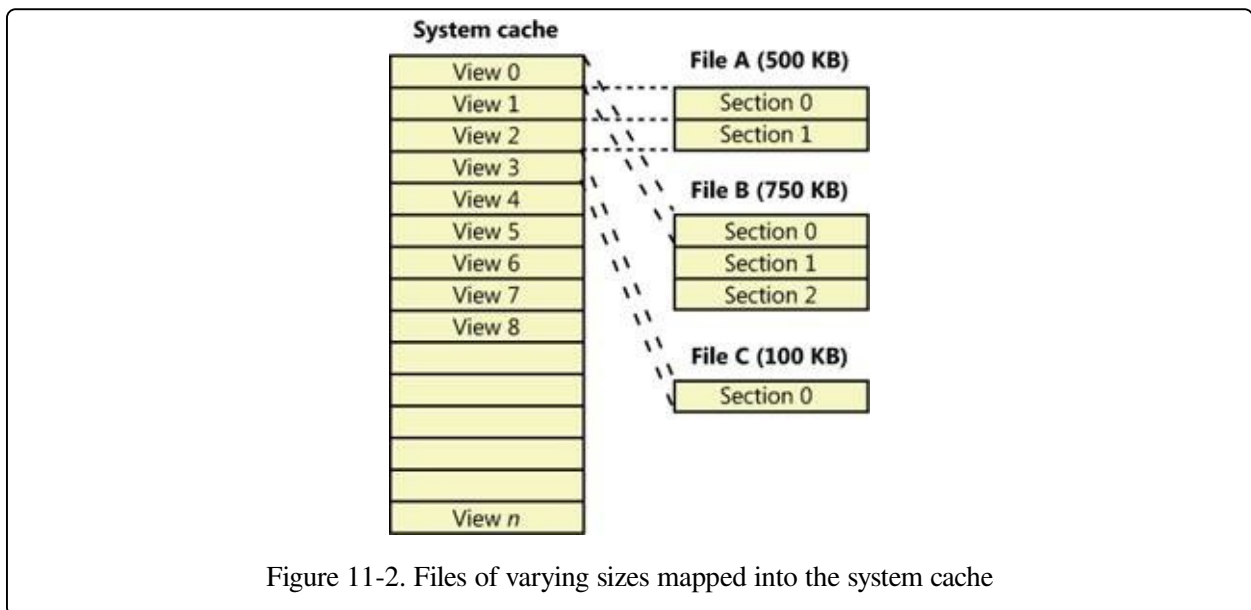 System cache
View 0
View 1
View 2
View 3
View 4
View 5
View 6
View 7
View 8
View n
File A (500 KB)
Section 0
Section 1
File B (750 KB)
Section 0
Section 1
Section 2
File C (100 KB)
Section 0
Figure 11-2. Files of varying sizes mapped into the system cache